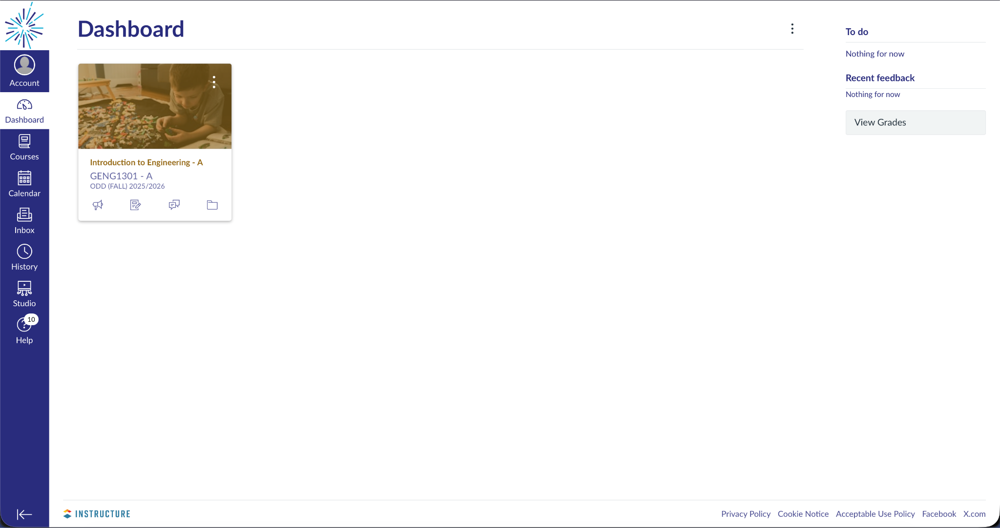 Account
Dashboard
Courses
Calendar
Inbox
History
Studio
10
Help
Dashboard
Introduction to Engineering - A
GENG1301 - A
ODD (FALL) 2025/2026
To do
Nothing for now
Recent feedback
Nothing for now
View Grades
INSTRUCTURE
Privacy Policy Cookie Notice Acceptable Use Policy Facebook X.com